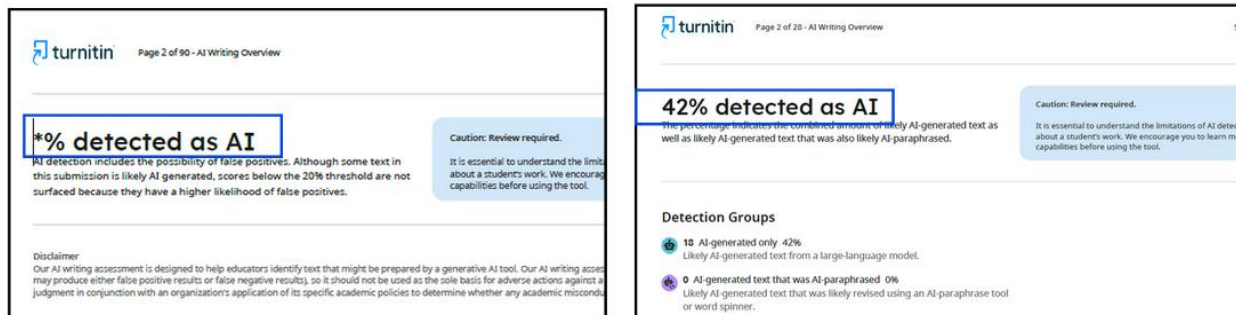 turnitin
Page 2 of 90 - AI Writing Overview
*% detected as AI
AI detection includes the possibility of false positives. Although some text in
this submission is likely AI generated, scores below the 20% threshold are not
surfaced because they have a higher likelihood of false positives.
Caution: Review required.
It is essential to understand the
about a student's work. We
capabilities before using the tool.
Disclaimer
Our AI writing assessment is designed to help educators identify text that might be prepared by a generative AI tool. Our AI writing
may produce either false positive results or false negative results), so it should not be used as the sole basis for adverse actions against a
judgment in conjunction with an organization's application of its specific academic policies to determine whether any academic
turnitin
Page 2 of 28 - AI Writing Overview
42% detected as AI
The percentage indicates the combined amount of likely AI-generated text as
well as likely AI-generated text that was also likely AI-paraphrased.
Caution: Review required.
It is essential to understand the limitations of AI
about a student's work. We encourage you to learn
capabilities before using the tool.
Detection Groups
18 AI-generated only 42%
Likely AI-generated text from a large-language model.
0 AI-generated text that was AI-paraphrased 0%
Likely AI-generated text that was likely revised using an AI-paraphrase tool
or word spinner.